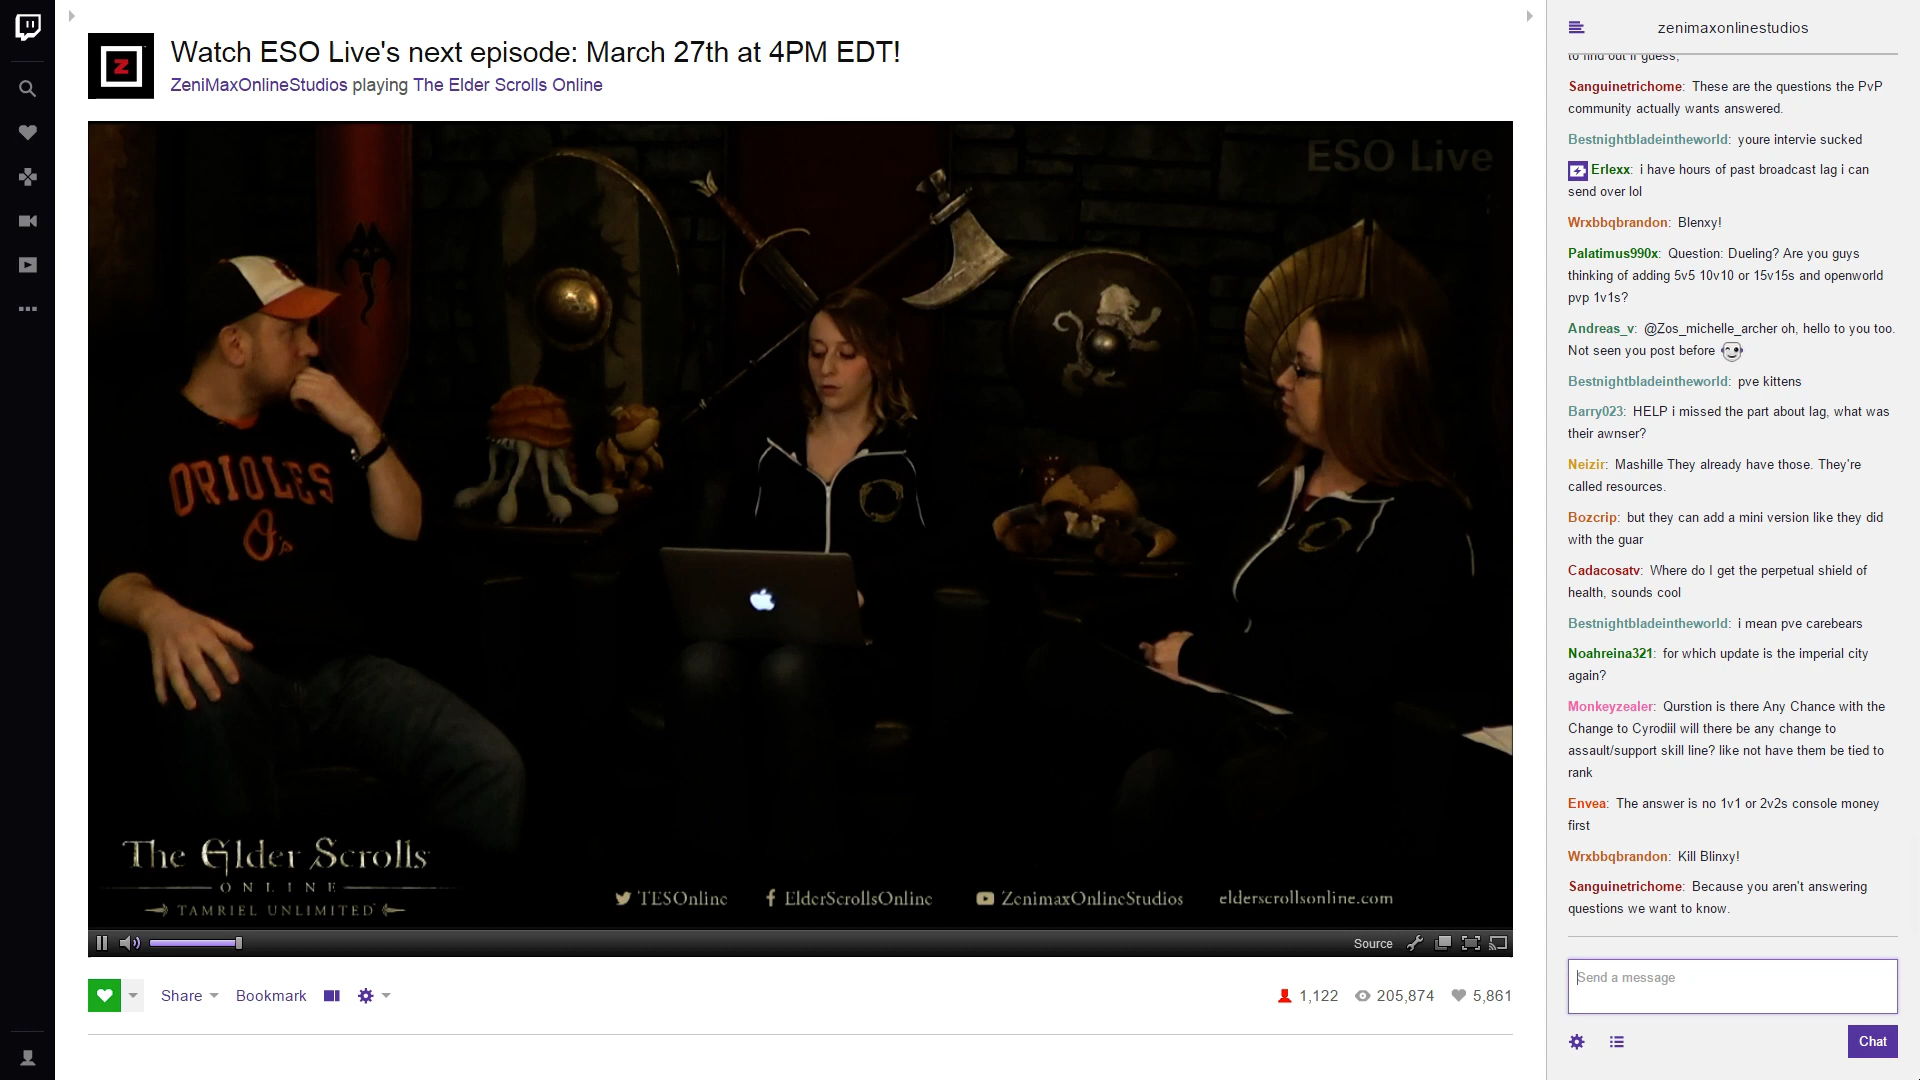 Watch ESO Live's next episode: March 27th at 4PM EDT!
ZeniMaxOnlineStudios playing The Elder Scrolls Online
ESO Live
ORIOLES
O's
The Elder Scrolls
ONLINE
TAMRIEL UNLIMITED
TESOnline ElderScrollsOnline ZenimaxOnlineStudios elderscrollsonline.com
Source
Share Bookmark
1,122 205,874 5,861
zenimaxonlinestudios
to find out if guess,
Sanguinetrichome: These are the questions the PvP
community actually wants answered.
Bestnightbladeintheworld: youre intervie sucked
Erlexx: i have hours of past broadcast lag i can
send over lol
Wrxbbqbrandon: Blenxy!
Palatimus990x: Question: Dueling? Are you guys
thinking of adding 5v5 10v10 or 15v15s and openworld
pvp 1v1s?
Andreas_v: @Zos_michelle_archer oh, hello to you too.
Not seen you post before
Bestnightbladeintheworld: pve kittens
Barry023: HELP i missed the part about lag, what was
their awnser?
Neizir: Mashille They already have those. They're
called resources.
Bozcrip: but they can add a mini version like they did
with the guar
Cadacosatv: Where do I get the perpetual shield of
health, sounds cool
Bestnightbladeintheworld: i mean pve carebears
Noahreina321: for which update is the imperial city
again?
Monkeyzealer: Qurstion is there Any Chance with the
Change to Cyrodiil will there be any change to
assault/support skill line? like not have them be tied to
rank
Envea: The answer is no 1v1 or 2v2s console money
first
Wrxbbqbrandon: Kill Blinxy!
Sanguinetrichome: Because you aren't answering
questions we want to know.
Send a message
Chat